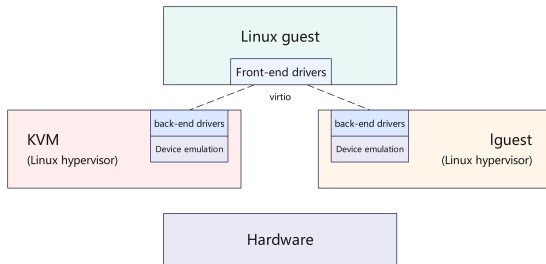 Linux guest
Front-end drivers
virtio
KVM
(Linux hypervisor)
back-end drivers
Device emulation
back-end drivers
Device emulation
lguest
(Linux hypervisor)
Hardware